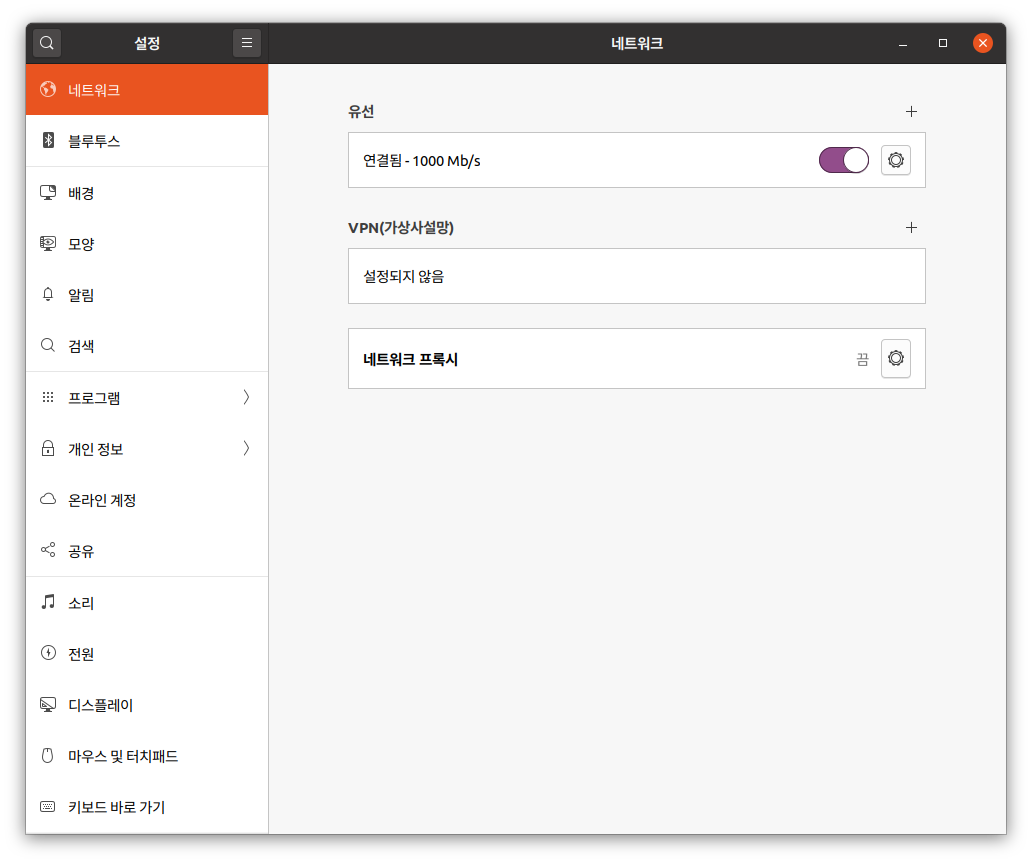 설정
네트워크
네트워크
블루투스
배경
모양
알림
검색
프로그램
개인 정보
온라인 계정
공유
소리
전원
디스플레이
마우스 및 터치패드
키보드 바로 가기
유선
연결됨 - 1000 Mb/s
VPN(가상사설망)
설정되지 않음
네트워크 프록시 끔